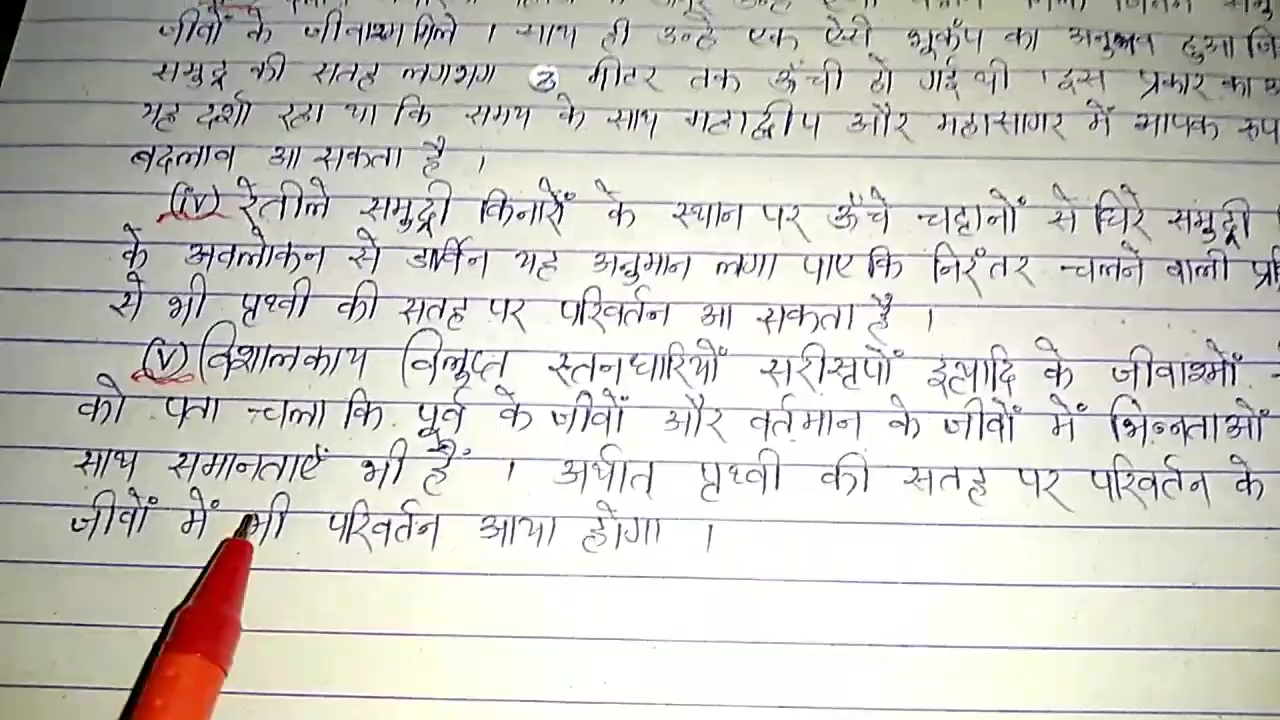 जीवों के जीवाश्म मिले । साथ ही उन्हे एक ऐसे भूकँप का अनुभव हुआ
समुद्र की सतह लगभग 3 मीटर तक ऊँची हो गई थी । इस प्रकार का
यह दर्शा रहा था कि समय के साथ महाद्वीप और महासागर में भापक रूप
बदलाव आ सकता है ।
(iv) रेतीले समुद्री किनारों के स्थान पर ऊँचे चट्टानों से घिरे समुद्री
के अवलोकन से डार्विन यह अनुमान लगा पाए कि निरंतर चलने वाली
से भी पृथ्वी की सतह पर परिवर्तन आ सकता है ।
(v) विशालकाय विलुप्त स्तनधारियों सरीसृपों इत्यादि के जीवाश्मों
को पता चला कि पूर्व के जीवों और वर्तमान के जीवों में भिन्नताओं
साथ समानताएँ भी हैं । अर्थात पृथ्वी की सतह पर परिवर्तन के
जीवों में भी परिवर्तन आया होगा ।